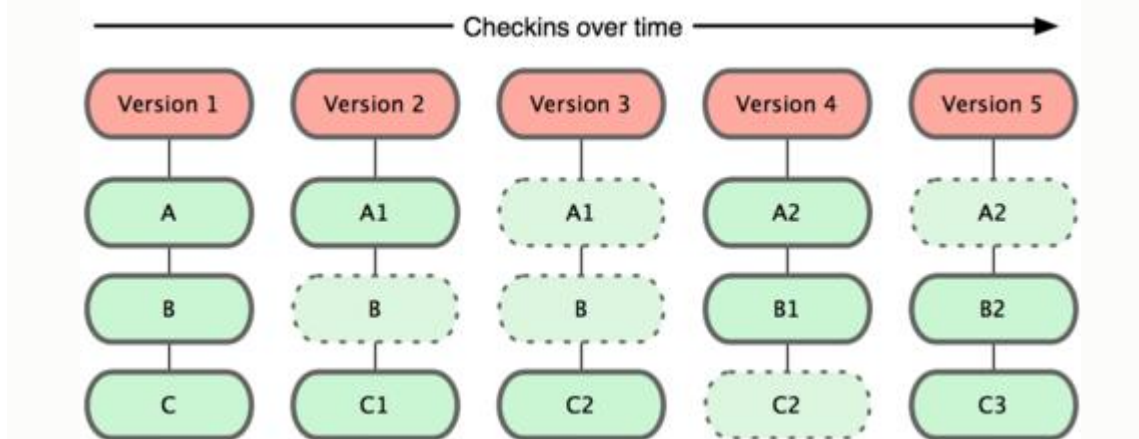 Checkins over time
Version 1 Version 2 Version 3 Version 4 Version 5
A A1 A1 A2 A2
B B B B1 B2
C C1 C2 C2 C3